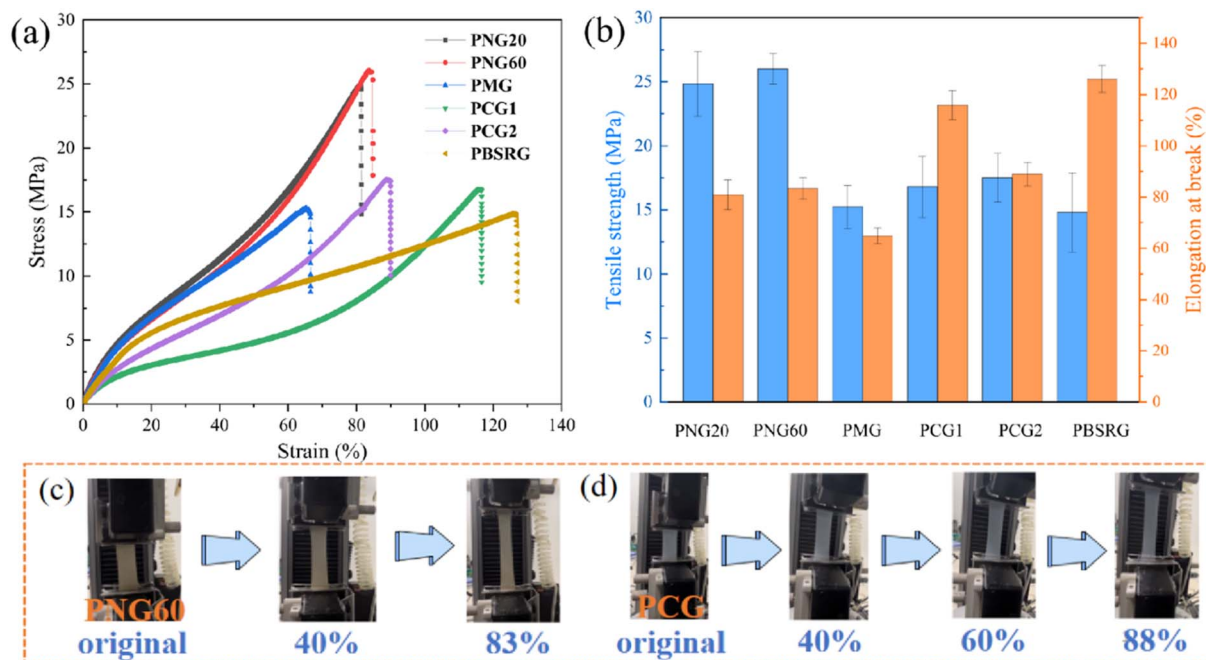 (a)
30
25
20
15
10
5
0
Stress (MPa)
0 20 40 60 80 100 120 140
Strain (%)
PNG20
PNG60
PMG
PCG1
PCG2
PBSRG
(b)
30
25
20
15
10
5
0
Tensile strength (MPa)
140
120
100
80
60
40
20
0
Elongation at break (%)
PNG20 PNG60 PMG PCG1 PCG2 PBSRG
(c)
PNG60
original 40% 83%
(d)
PCG
original 40% 60% 88%